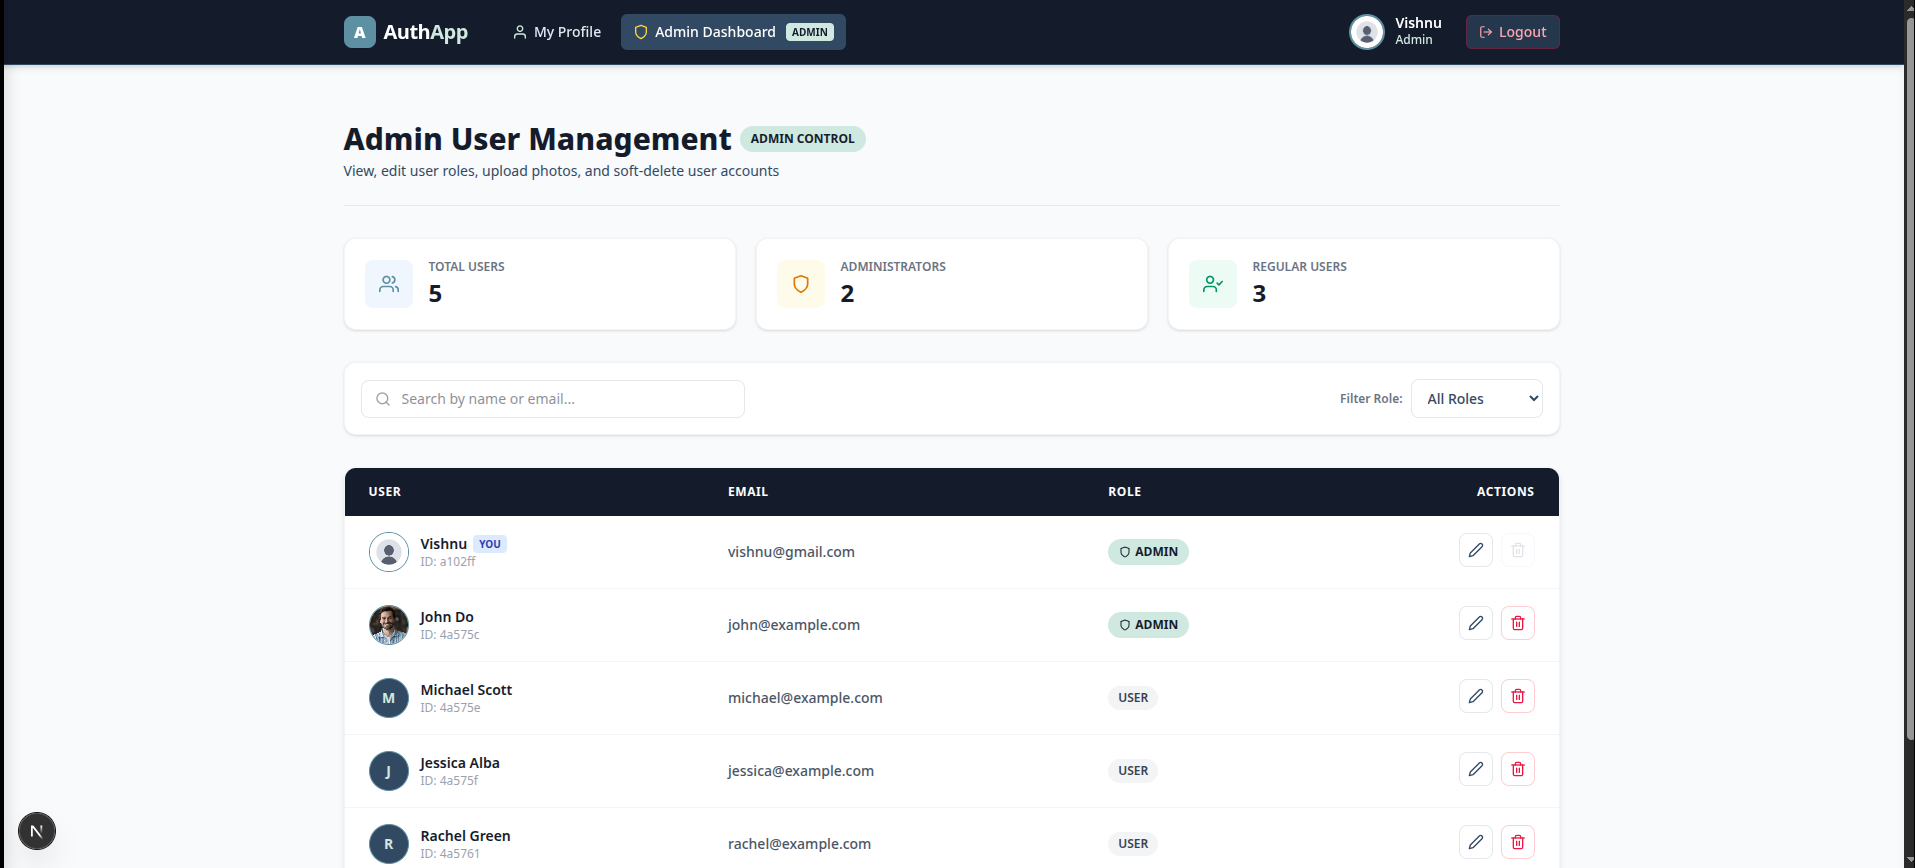 A AuthApp My Profile Admin Dashboard ADMIN Vishnu Admin Logout
Admin User Management ADMIN CONTROL
View, edit user roles, upload photos, and soft-delete user accounts
TOTAL USERS
5
ADMINISTRATORS
2
REGULAR USERS
3
Search by name or email... Filter Role: All Roles
USER EMAIL ROLE ACTIONS
Vishnu YOU vishnu@gmail.com ADMIN
ID: a102ff
John Do john@example.com ADMIN
ID: 4a575c
M Michael Scott michael@example.com USER
ID: 4a575e
J Jessica Alba jessica@example.com USER
ID: 4a575f
R Rachel Green rachel@example.com USER
ID: 4a5761
N